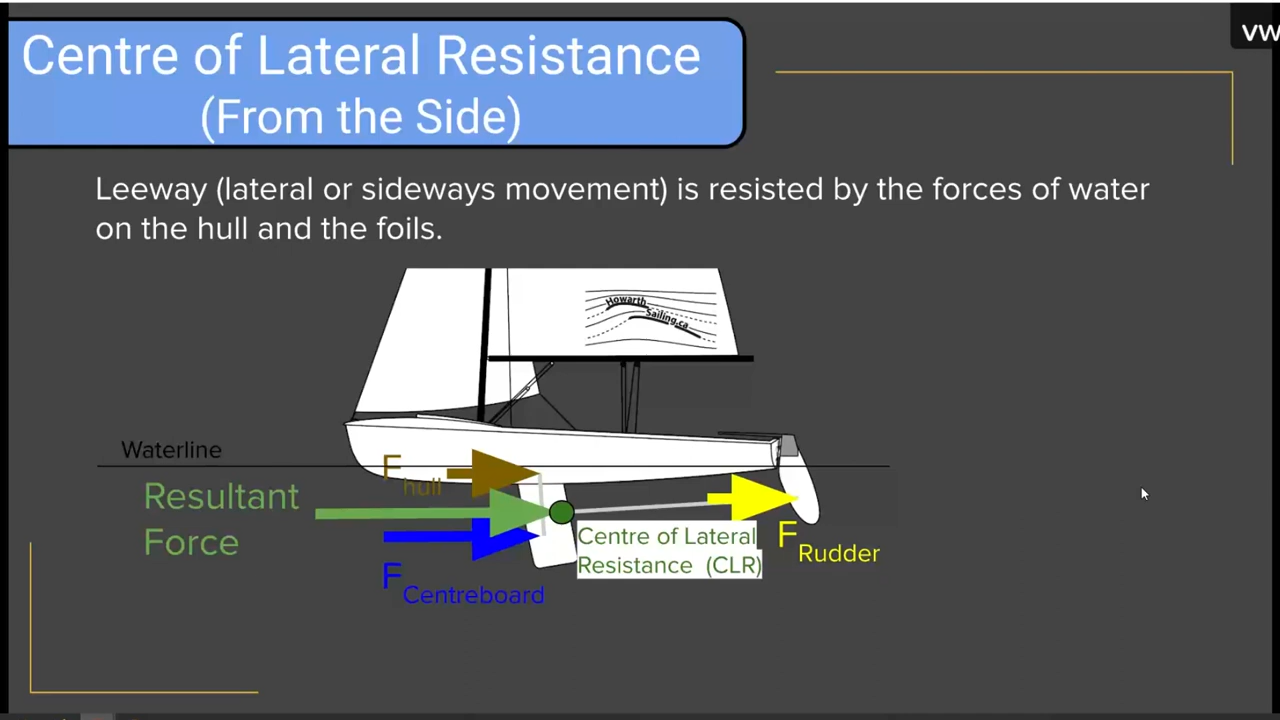 Centre of Lateral Resistance
(From the Side)
vw
Leeway (lateral or sideways movement) is resisted by the forces of water
on the hull and the foils.
Howarth
Sailing.ca
Waterline
F hull
Resultant
Force
Centre of Lateral
Resistance (CLR)
F Rudder
F Centreboard